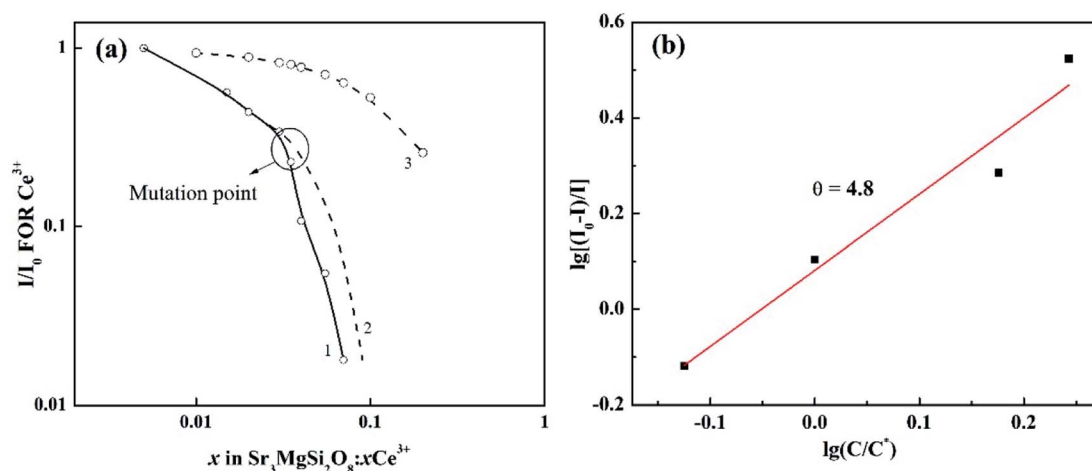 (a)
1
0.1
0.01
I/I₀ FOR Ce³⁺
Mutation point
1
2
3
0.01
0.1
1
x in Sr₃MgSi₂O₈:xCe³⁺
(b)
0.6
0.4
0.2
0.0
-0.2
lg[(I₀-I)/I]
θ = 4.8
-0.1
0.0
0.1
0.2
lg(C/C*)